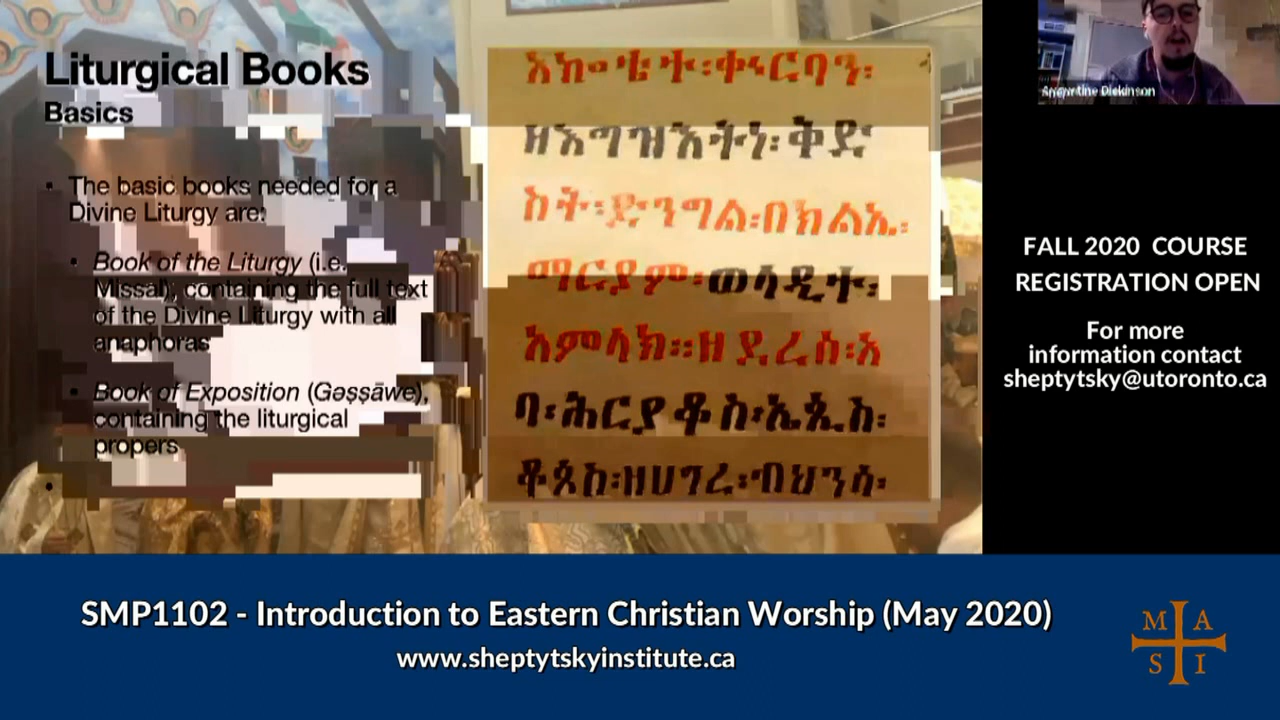 Liturgical Books
Basics
• The basic books needed for a
Divine Liturgy are:
• Book of the Liturgy (i.e.
Missal), containing the full text
of the Divine Liturgy with all
anaphoras
• Book of Exposition (Gəṣṣāwe),
containing the liturgical
propers
አኰቴተ፡ቍርባን፡
ዘእግዝእትነ፡ቅድ
ስት፡ድንግል፡በክልኤ፡
ማርያም፡ወላዲተ፡
አምላክ፡፡ዘ ደረሰ፡አ
ባ፡ሕርያቆስ፡ኤጲስ፡
ቆጶስ፡ዘሀገረ፡ብህንሳ፡
Dickinson
FALL 2020 COURSE
REGISTRATION OPEN
For more
information contact
sheptytsky@utoronto.ca
SMP1102 - Introduction to Eastern Christian Worship (May 2020)
www.sheptytskyinstitute.ca
M A
S I